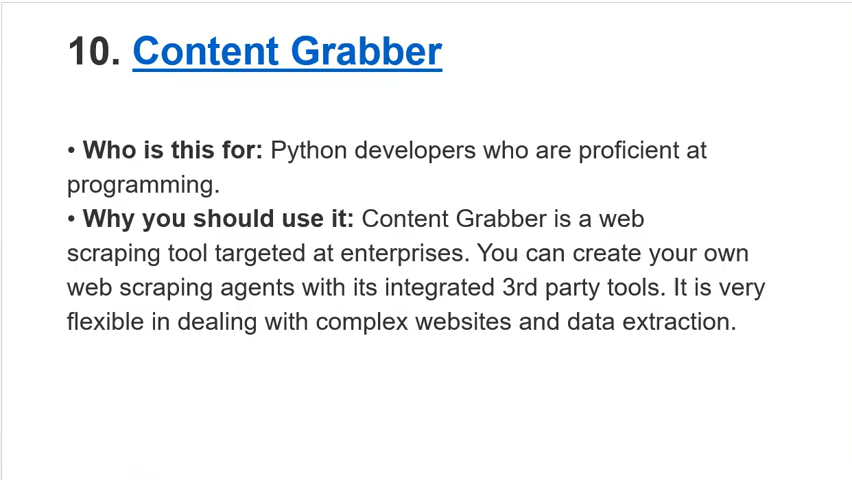 10. Content Grabber
• Who is this for: Python developers who are proficient at
programming.
• Why you should use it: Content Grabber is a web
scraping tool targeted at enterprises. You can create your own
web scraping agents with its integrated 3rd party tools. It is very
flexible in dealing with complex websites and data extraction.